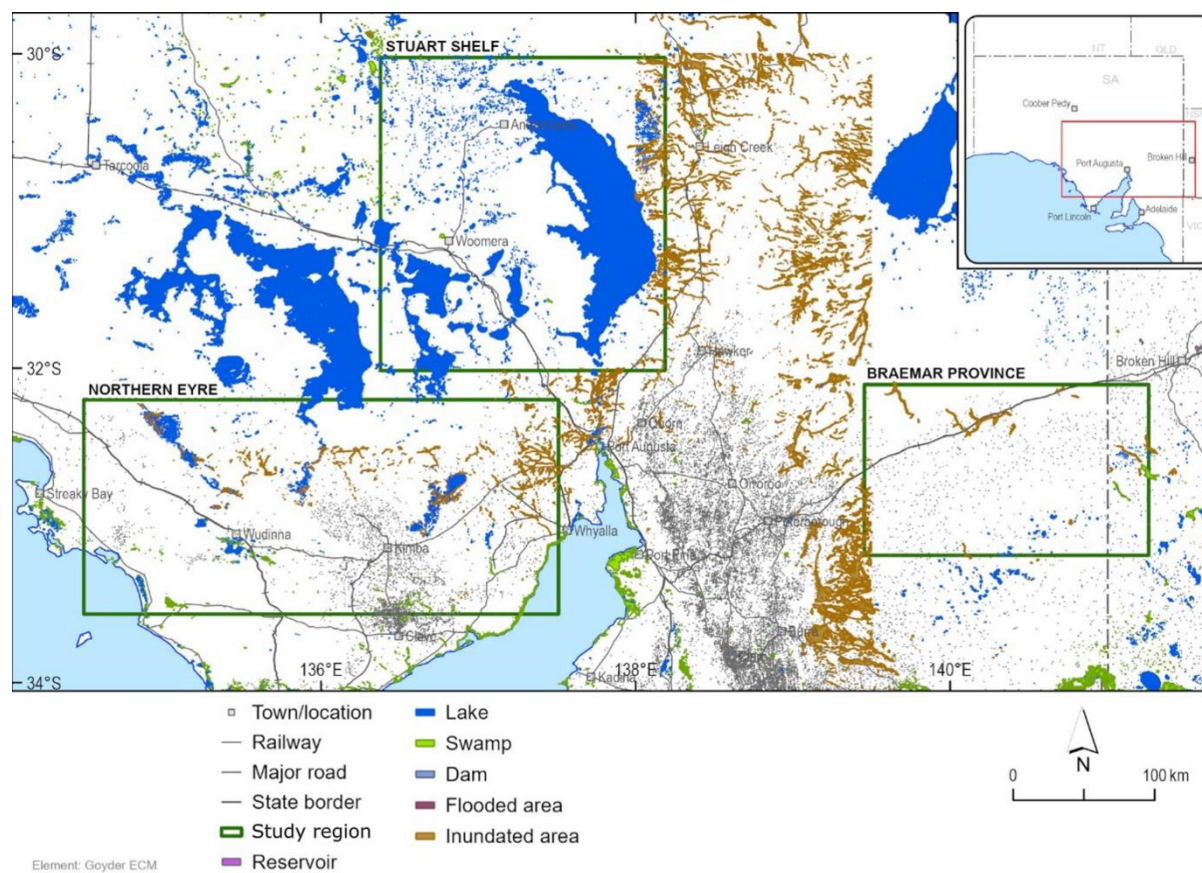 30°S
STUART SHELF
NT
QLD
SA
Coober Pedy
Port Augusta
Broken Hill
Port Lincoln
Adelaide
VIC
Andamooka
Leigh Creek
Tarcoola
Woomera
32°S
Hawker
Broken Hill
NORTHERN EYRE
BRAEMAR PROVINCE
Quorn
Port Augusta
Streaky Bay
Orroroo
Wudinna
Whyalla
Peterborough
Kimba
Port Pirie
Cleve
Burra
136°E
138°E
140°E
34°S
Kadina
Town/location
Lake
Railway
Swamp
Major road
Dam
State border
Flooded area
Study region
Inundated area
Reservoir
N
0
100 km
Element: Goyder ECM